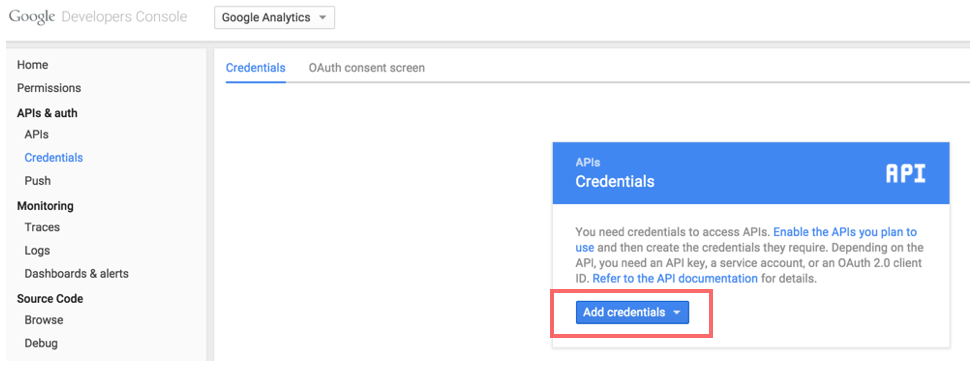 Google Developers Console
Google Analytics
Home
Permissions
APIs & auth
APIs
Credentials
Push
Monitoring
Traces
Logs
Dashboards & alerts
Source Code
Browse
Debug
Credentials
OAuth consent screen
APIs
Credentials
API
You need credentials to access APIs. Enable the APIs you plan to
use and then create the credentials they require. Depending on the
API, you need an API key, a service account, or an OAuth 2.0 client
ID. Refer to the API documentation for details.
Add credentials